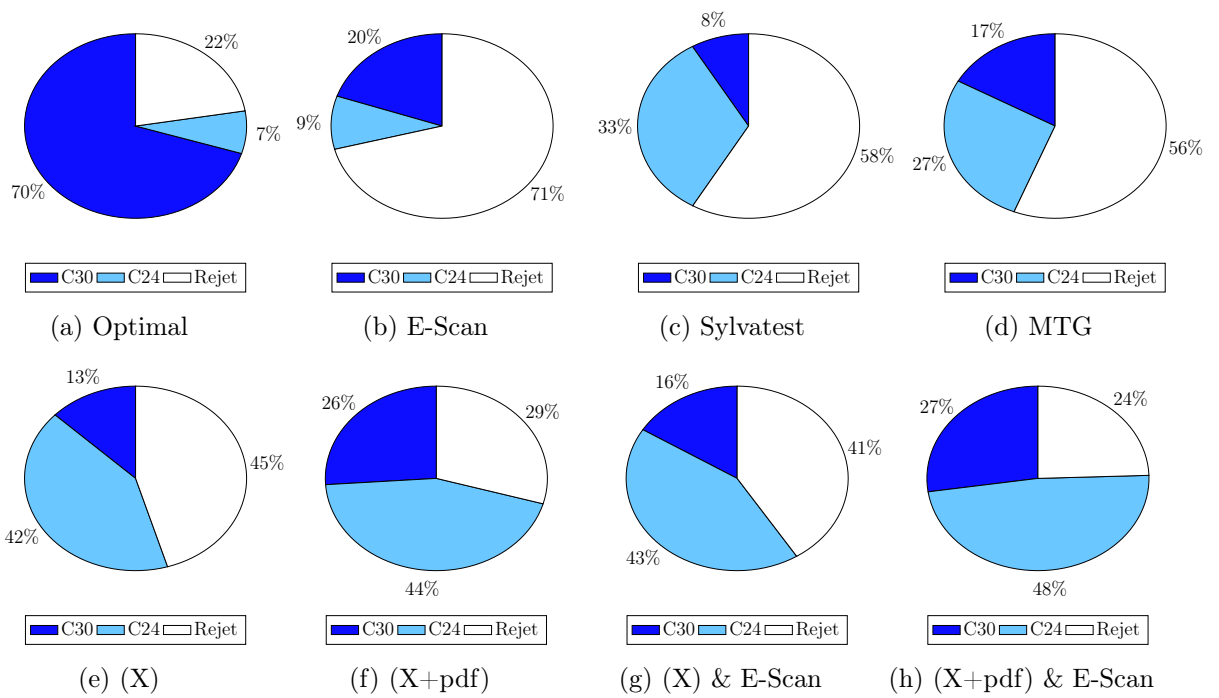 22%
7%
70%
C30 C24 Rejet
(a) Optimal
20%
9%
71%
C30 C24 Rejet
(b) E-Scan
8%
33%
58%
C30 C24 Rejet
(c) Sylvatest
17%
27%
56%
C30 C24 Rejet
(d) MTG
13%
45%
42%
C30 C24 Rejet
(e) (X)
26%
29%
44%
C30 C24 Rejet
(f) (X+pdf)
16%
41%
43%
C30 C24 Rejet
(g) (X) & E-Scan
27%
24%
48%
C30 C24 Rejet
(h) (X+pdf) & E-Scan